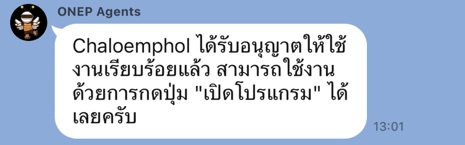 ONEP Agents
Chaloemphol ได้รับอนุญาตให้ใช้
งานเรียบร้อยแล้ว สามารถใช้งาน
ด้วยการกดปุ่ม "เปิดโปรแกรม" ได้
เลยครับ
13:01